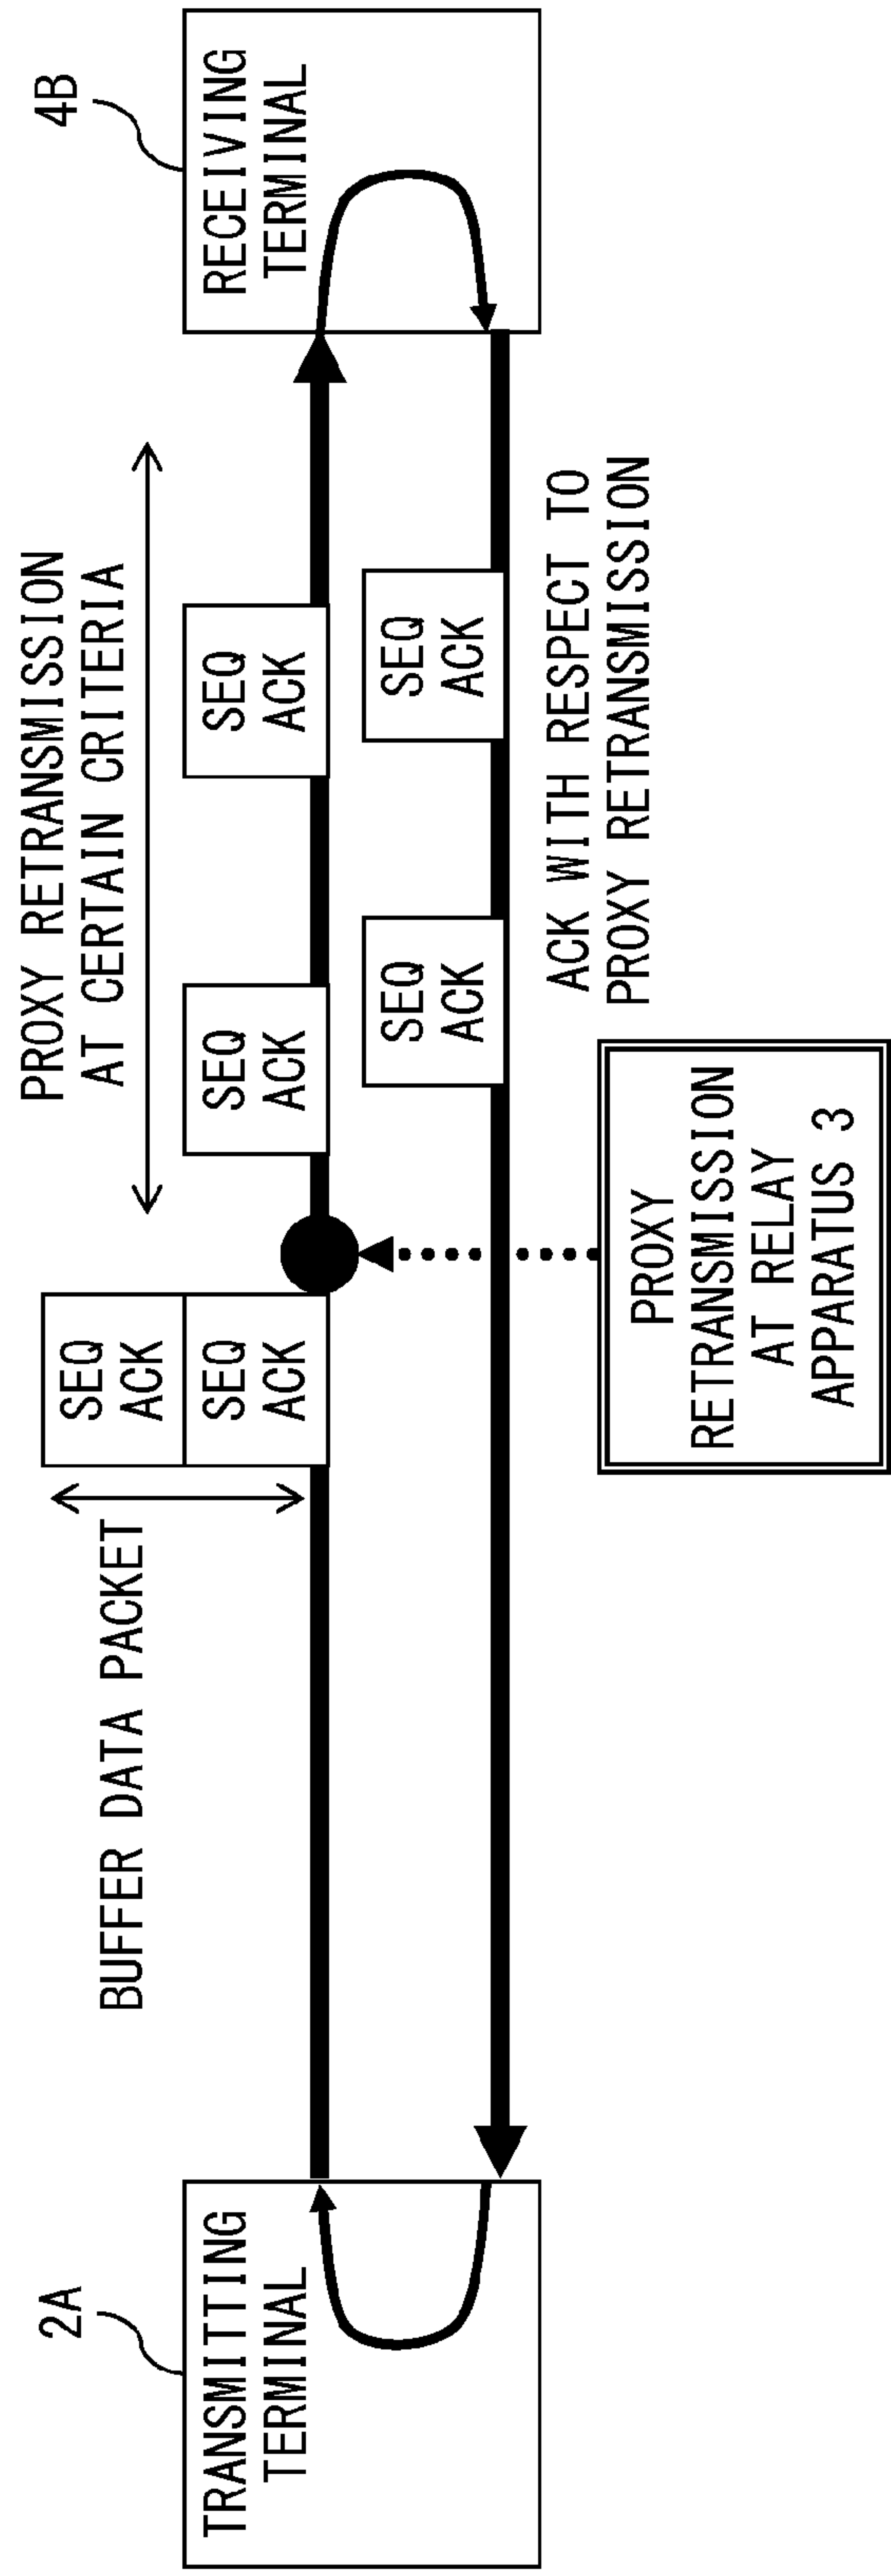 2A
TRANSMITTING
TERMINAL
BUFFER DATA PACKET
SEQ
ACK
SEQ
ACK
PROXY RETRANSMISSION
AT CERTAIN CRITERIA
SEQ
ACK
SEQ
ACK
4B
RECEIVING
TERMINAL
SEQ
ACK
SEQ
ACK
ACK WITH RESPECT TO
PROXY RETRANSMISSION
PROXY
RETRANSMISSION
AT RELAY
APPARATUS 3